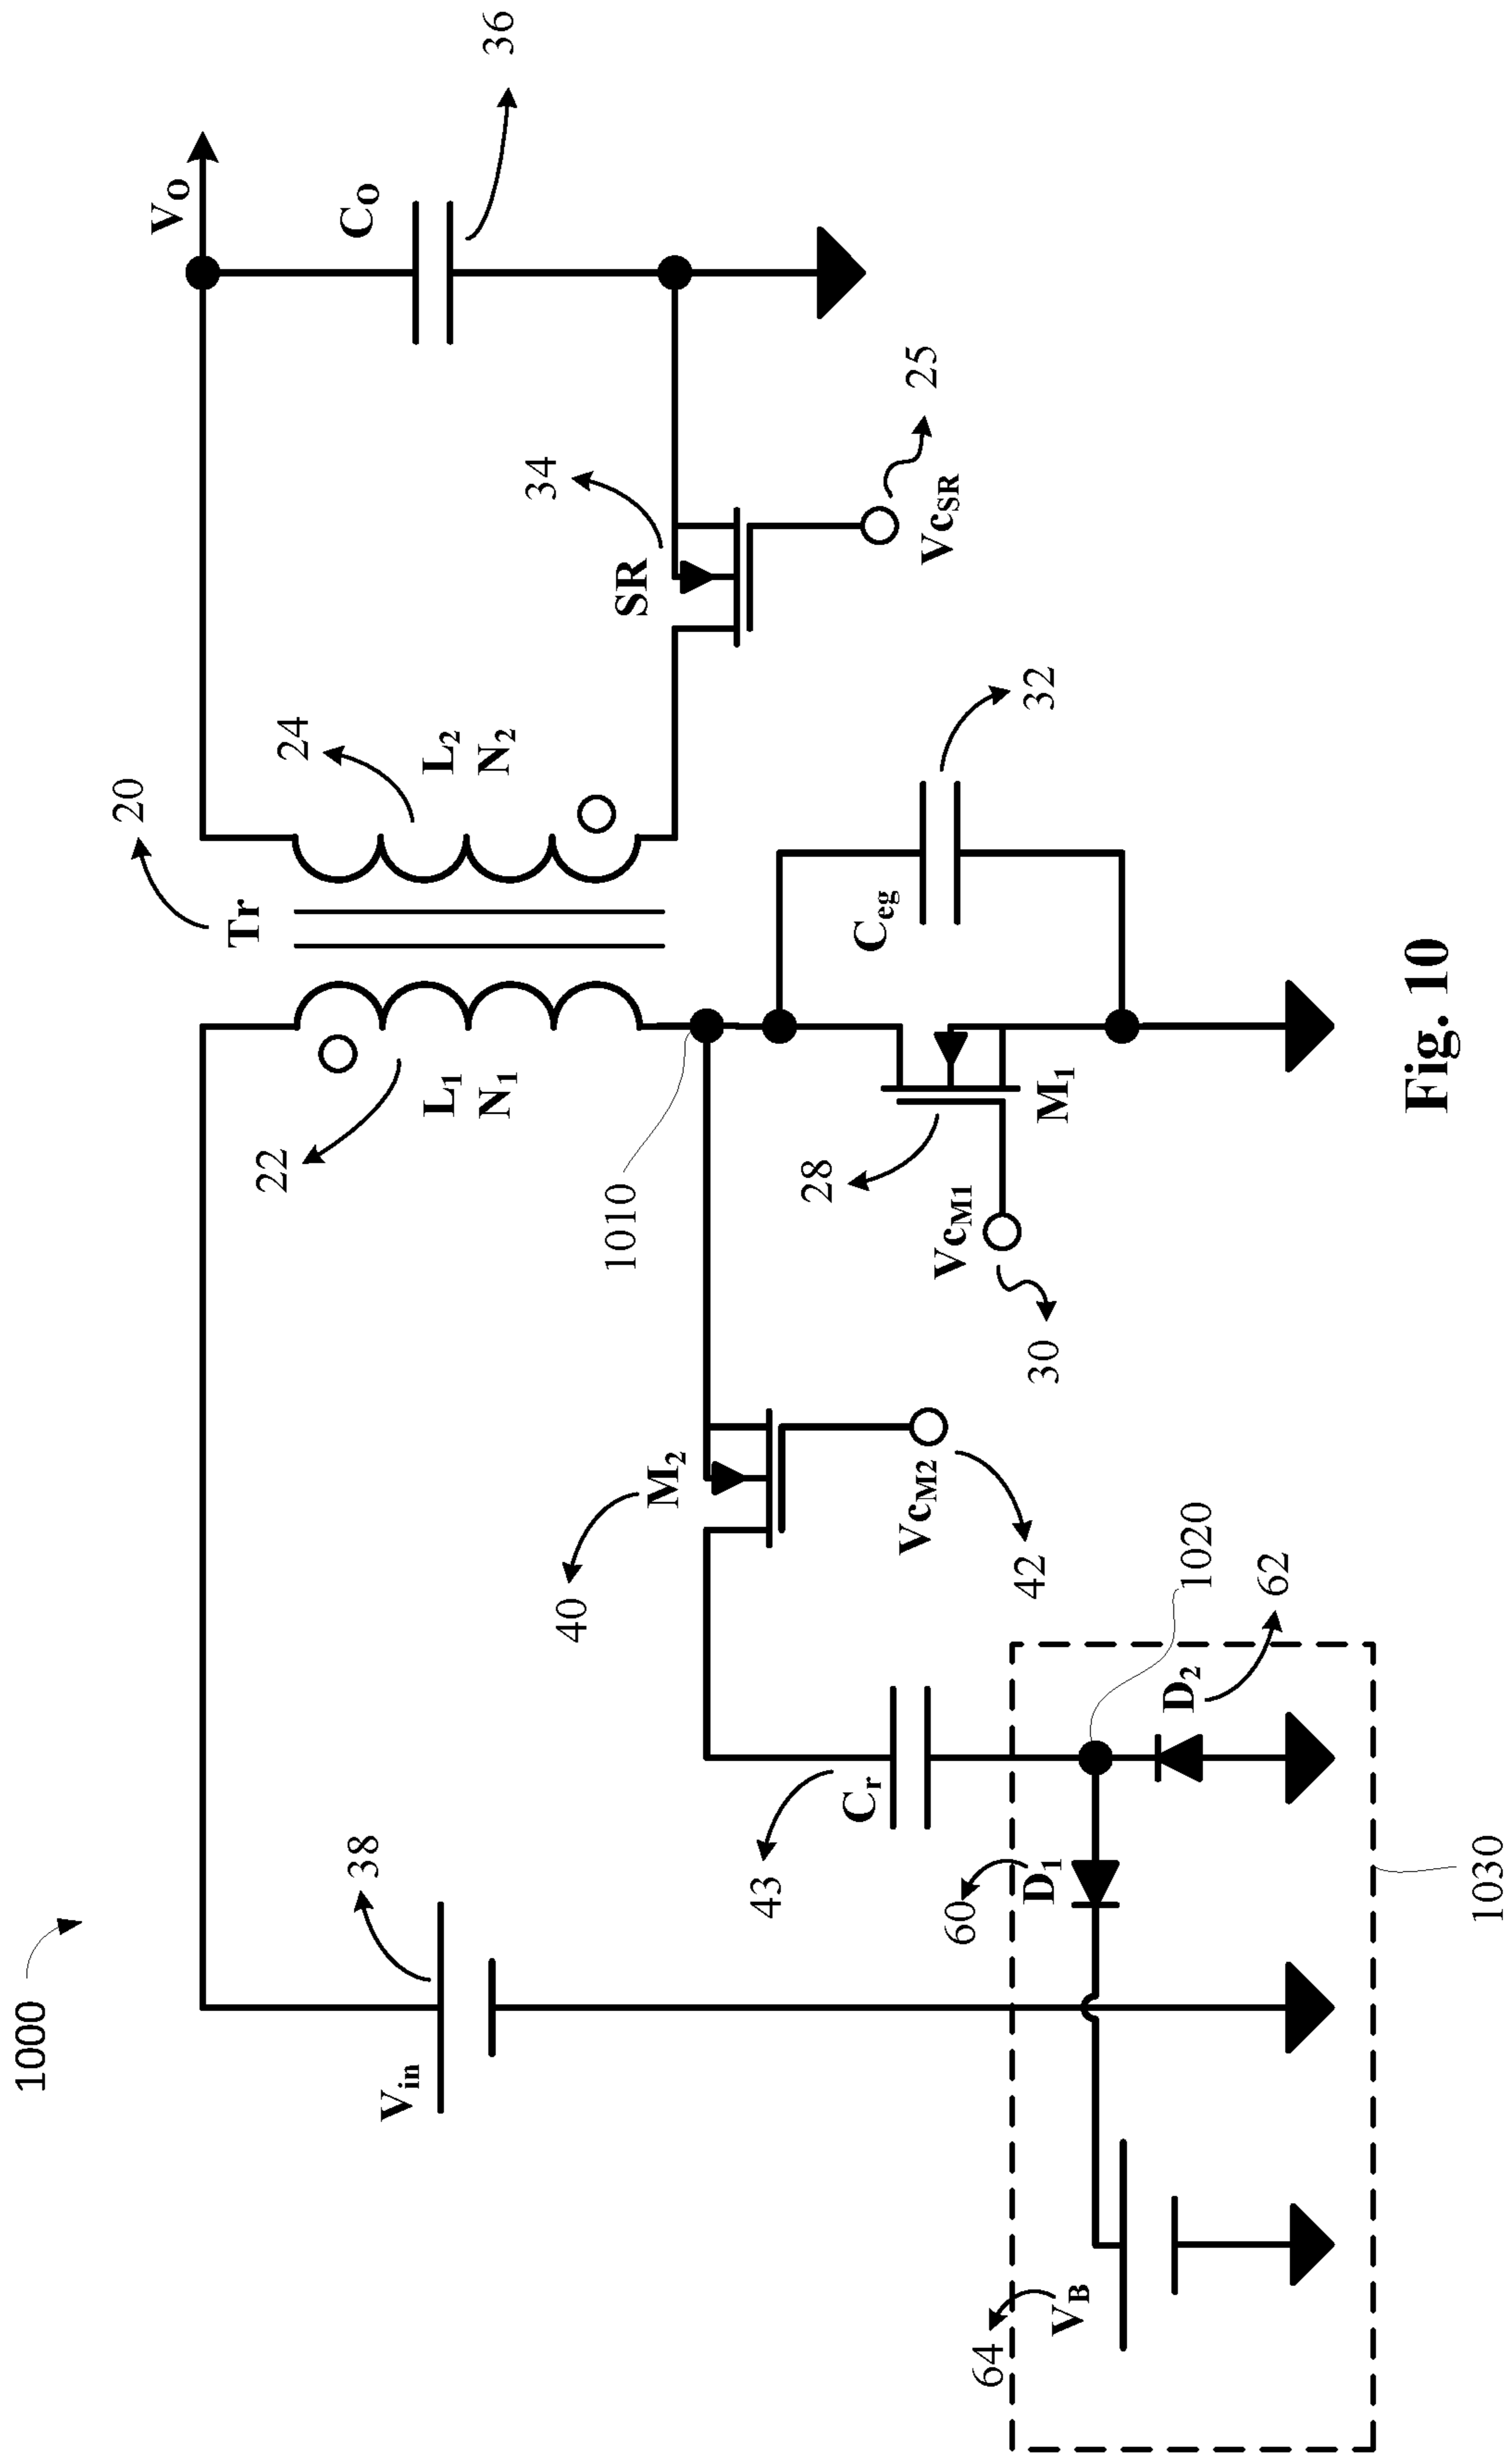 1000
20
Tr
22
L₁
N₁
24
L₂
N₂
Vo
Co
36
Vin
38
1010
SR
34
25
VcSR
40
M₂
VcM2
42
43
Cr
28
VcM1
30
M₁
Ceg
32
64
VB
60
D₁
1020
D₂
62
1030
Fig. 10